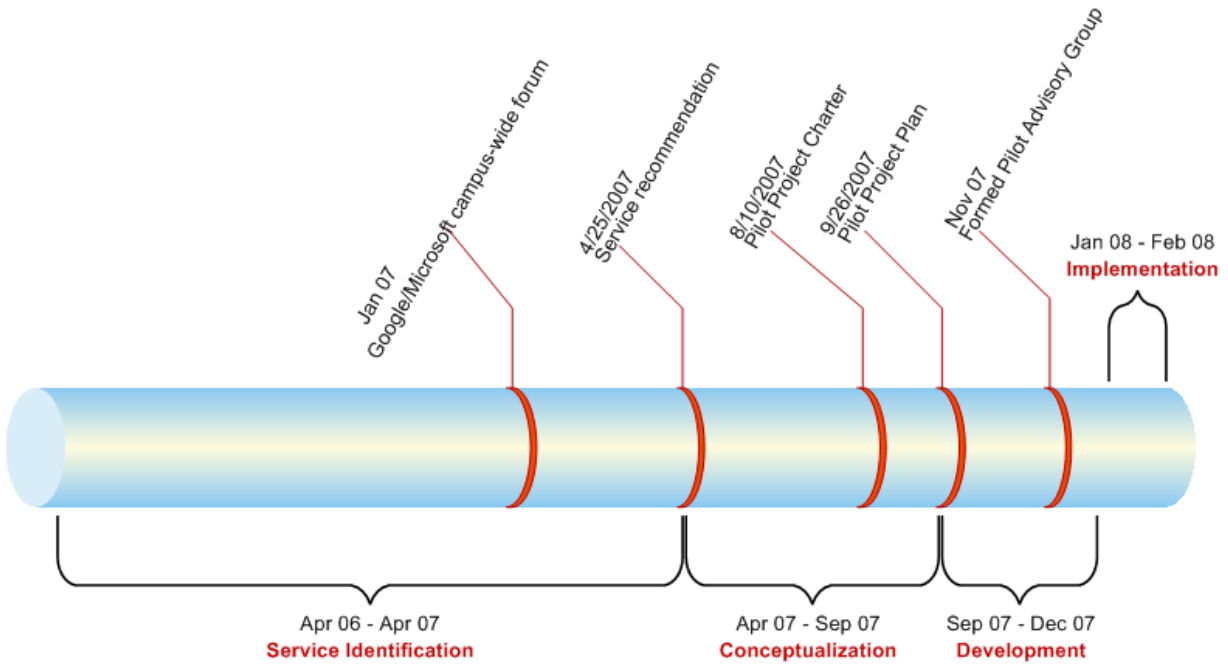 Jan 07
Google/Microsoft campus-wide forum
4/25/2007
Service recommendation
8/10/2007
Pilot Project Charter
9/26/2007
Pilot Project Plan
Nov 07
Formed Pilot Advisory Group
Jan 08 - Feb 08
Implementation
Apr 06 - Apr 07
Service Identification
Apr 07 - Sep 07
Conceptualization
Sep 07 - Dec 07
Development